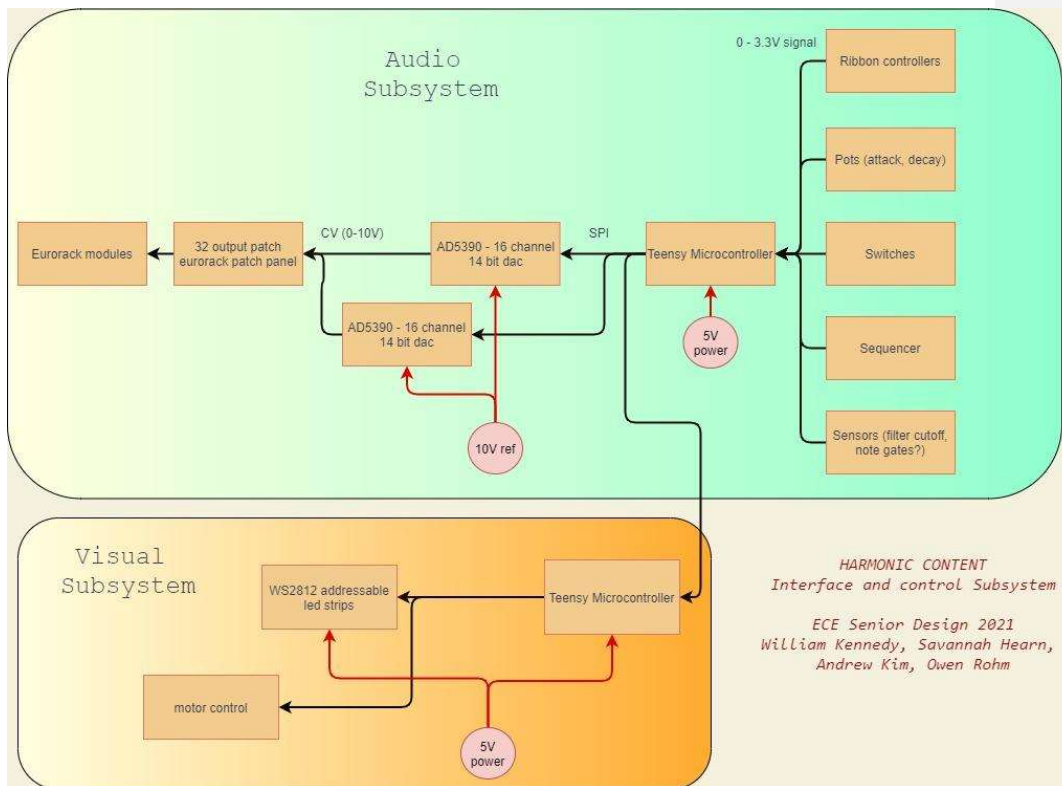 Audio
Subsystem
0 - 3.3V signal
Ribbon controllers
Pots (attack, decay)
Switches
Sequencer
Sensors (filter cutoff,
note gates?)
Teensy Microcontroller
5V
power
SPI
AD5390 - 16 channel
14 bit dac
AD5390 - 16 channel
14 bit dac
10V ref
CV (0-10V)
32 output patch
eurorack patch panel
Eurorack modules
Visual
Subsystem
WS2812 addressable
led strips
Teensy Microcontroller
motor control
5V
power
HARMONIC CONTENT
Interface and control Subsystem
ECE Senior Design 2021
William Kennedy, Savannah Hearn,
Andrew Kim, Owen Rohm